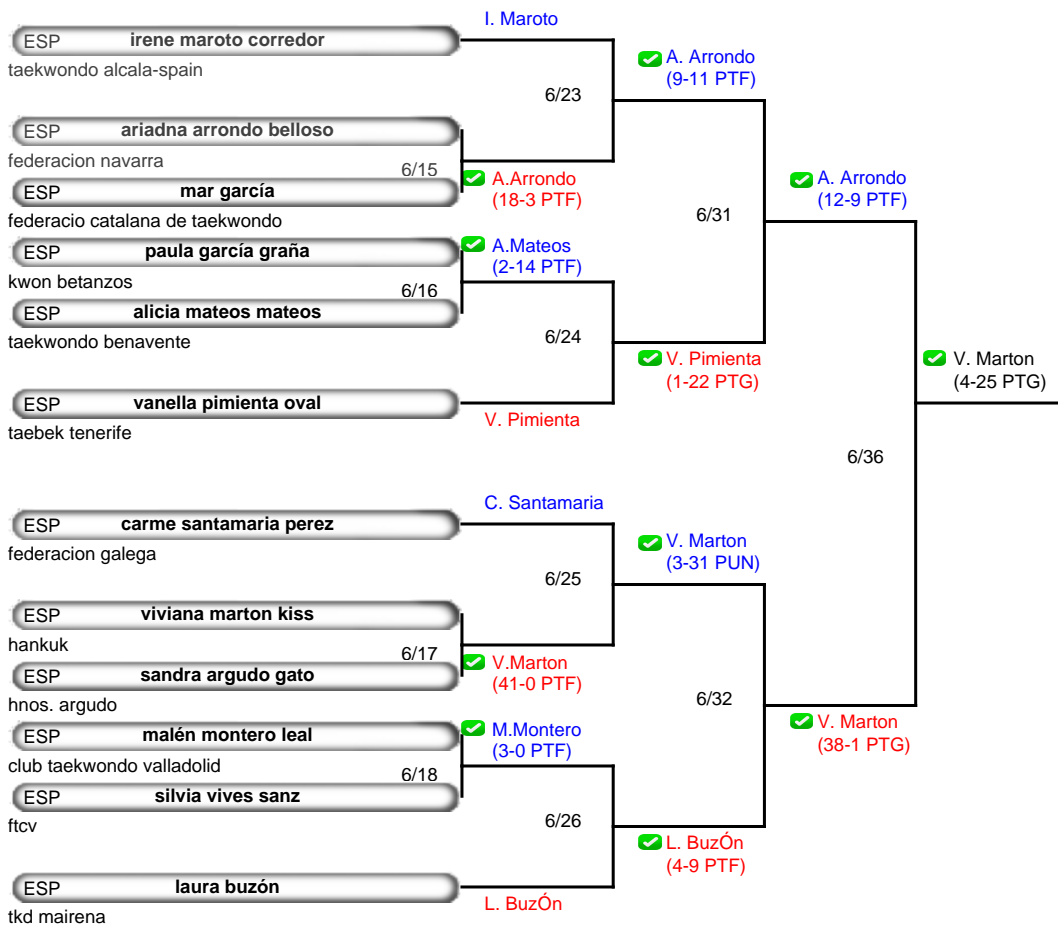 I. Maroto
ESP irene maroto corredor
taekwondo alcala-spain
A. Arrondo
(9-11 PTF)
6/23
ESP ariadna arrondo belloso
federacion navarra
6/15
A.Arrondo
(18-3 PTF)
ESP mar garcía
federacio catalana de taekwondo
A. Arrondo
(12-9 PTF)
6/31
ESP paula garcía graña
kwon betanzos
A.Mateos
(2-14 PTF)
6/16
ESP alicia mateos mateos
taekwondo benavente
6/24
V. Pimienta
(1-22 PTG)
V. Marton
(4-25 PTG)
ESP vanella pimienta oval
taebek tenerife
V. Pimienta
6/36
C. Santamaria
ESP carme santamaria perez
federacion galega
V. Marton
(3-31 PUN)
6/25
ESP viviana marton kiss
hankuk
6/17
V.Marton
(41-0 PTF)
ESP sandra argudo gato
hnos. argudo
6/32
V. Marton
(38-1 PTG)
ESP malén montero leal
club taekwondo valladolid
M.Montero
(3-0 PTF)
6/18
ESP silvia vives sanz
ftcv
6/26
L. BuzÓn
(4-9 PTF)
ESP laura buzón
tkd mairena
L. BuzÓn